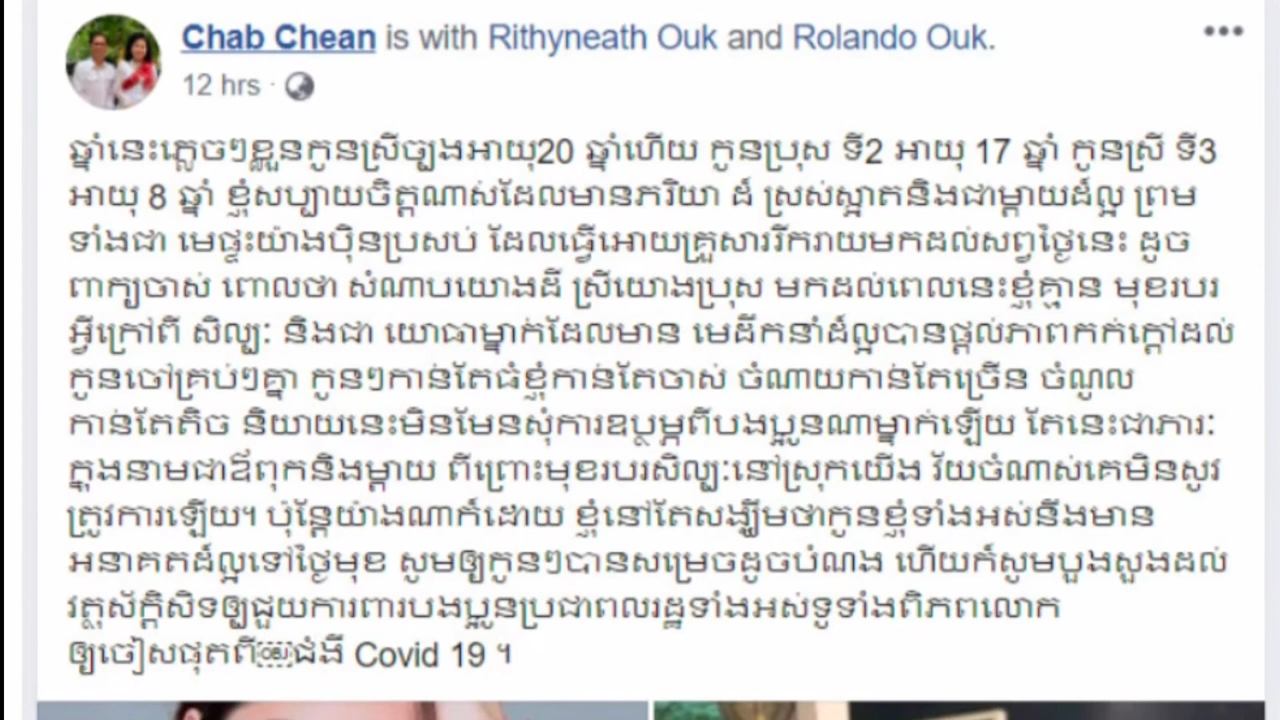 Chab Chean is with Rithyneath Ouk and Rolando Ouk.
12 hrs ·
ឆ្នាំនេះភ្លេចៗខ្លួនកូនស្រីច្បងអាយុ20 ឆ្នាំហើយ កូនប្រុស ទី2 អាយុ 17 ឆ្នាំ កូនស្រី ទី3
អាយុ 8 ឆ្នាំ ខ្ញុំសប្បាយចិត្តណាស់ដែលមានភរិយា ដ៍ ស្រស់ស្អាតនិងជាម្តាយដ៍ល្អ ព្រម
ទាំងជា មេផ្ទះយ៉ាងប៉ិនប្រសប់ ដែលធ្វើអោយគ្រួសាររីករាយមកដល់សព្វថ្ងៃនេះ ដូច
ពាក្យចាស់ ពោលថា សំណាបយោងដី ស្រីយោងប្រុស មកដល់ពេលនេះខ្ញុំគ្មាន មុខរបរ
អ្វីក្រៅពី សិល្បៈ និងជា យោធាម្នាក់ដែលមាន មេដឹកនាំដ៍ល្អបានផ្តល់ភាពកក់ក្តៅដល់
កូនចៅគ្រប់ៗគ្នា កូនៗកាន់តែធំខ្ញុំកាន់តែចាស់ ចំណាយកាន់តែច្រើន ចំណូល
កាន់តែតិច និយាយនេះមិនមែនសុំការឧបត្ថម្ភពីបងប្អូនណាម្នាក់ឡើយ តែនេះជាភារៈ
ក្នុងនាមជាឪពុកនិងម្តាយ ពីព្រោះមុខរបរសិល្បៈនៅស្រុកយើង វ័យចំណាស់គេមិនសូវ
ត្រូវការឡើយ។ ប៉ុន្តែយ៉ាងណាក៍ដោយ ខ្ញុំនៅតែសង្ឃឹមថាកូនខ្ញុំទាំងអស់នឹងមាន
អនាគតដ៍ល្អទៅថ្ងៃមុខ សូមឲ្យកូនៗបានសម្រេចដូចបំណង ហើយក៍សូមបួងសួងដល់
វត្ថុស័ក្តិសិទឲ្យជួយការពារបងប្អូនប្រជាពលរដ្ឋទាំងអស់ទូទាំងពិភពលោក
ឲ្យចៀសផុតពីជំងឺ Covid 19 ។